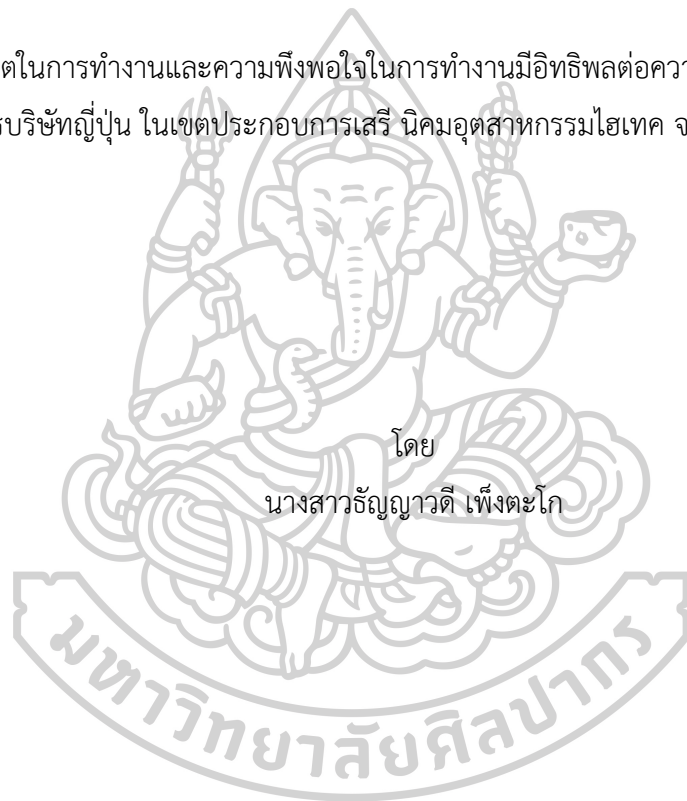 ตในการทำงานและความพึงพอใจในการทำงานมีอิทธิพลต่อควา
บริษัทญี่ปุ่น ในเขตประกอบการเสรี นิคมอุตสาหกรรมไฮเทค จ
โดย
นางสาวธัญญาวดี เพ็งตะโก
มหาวิทยาลัยศิลปากร